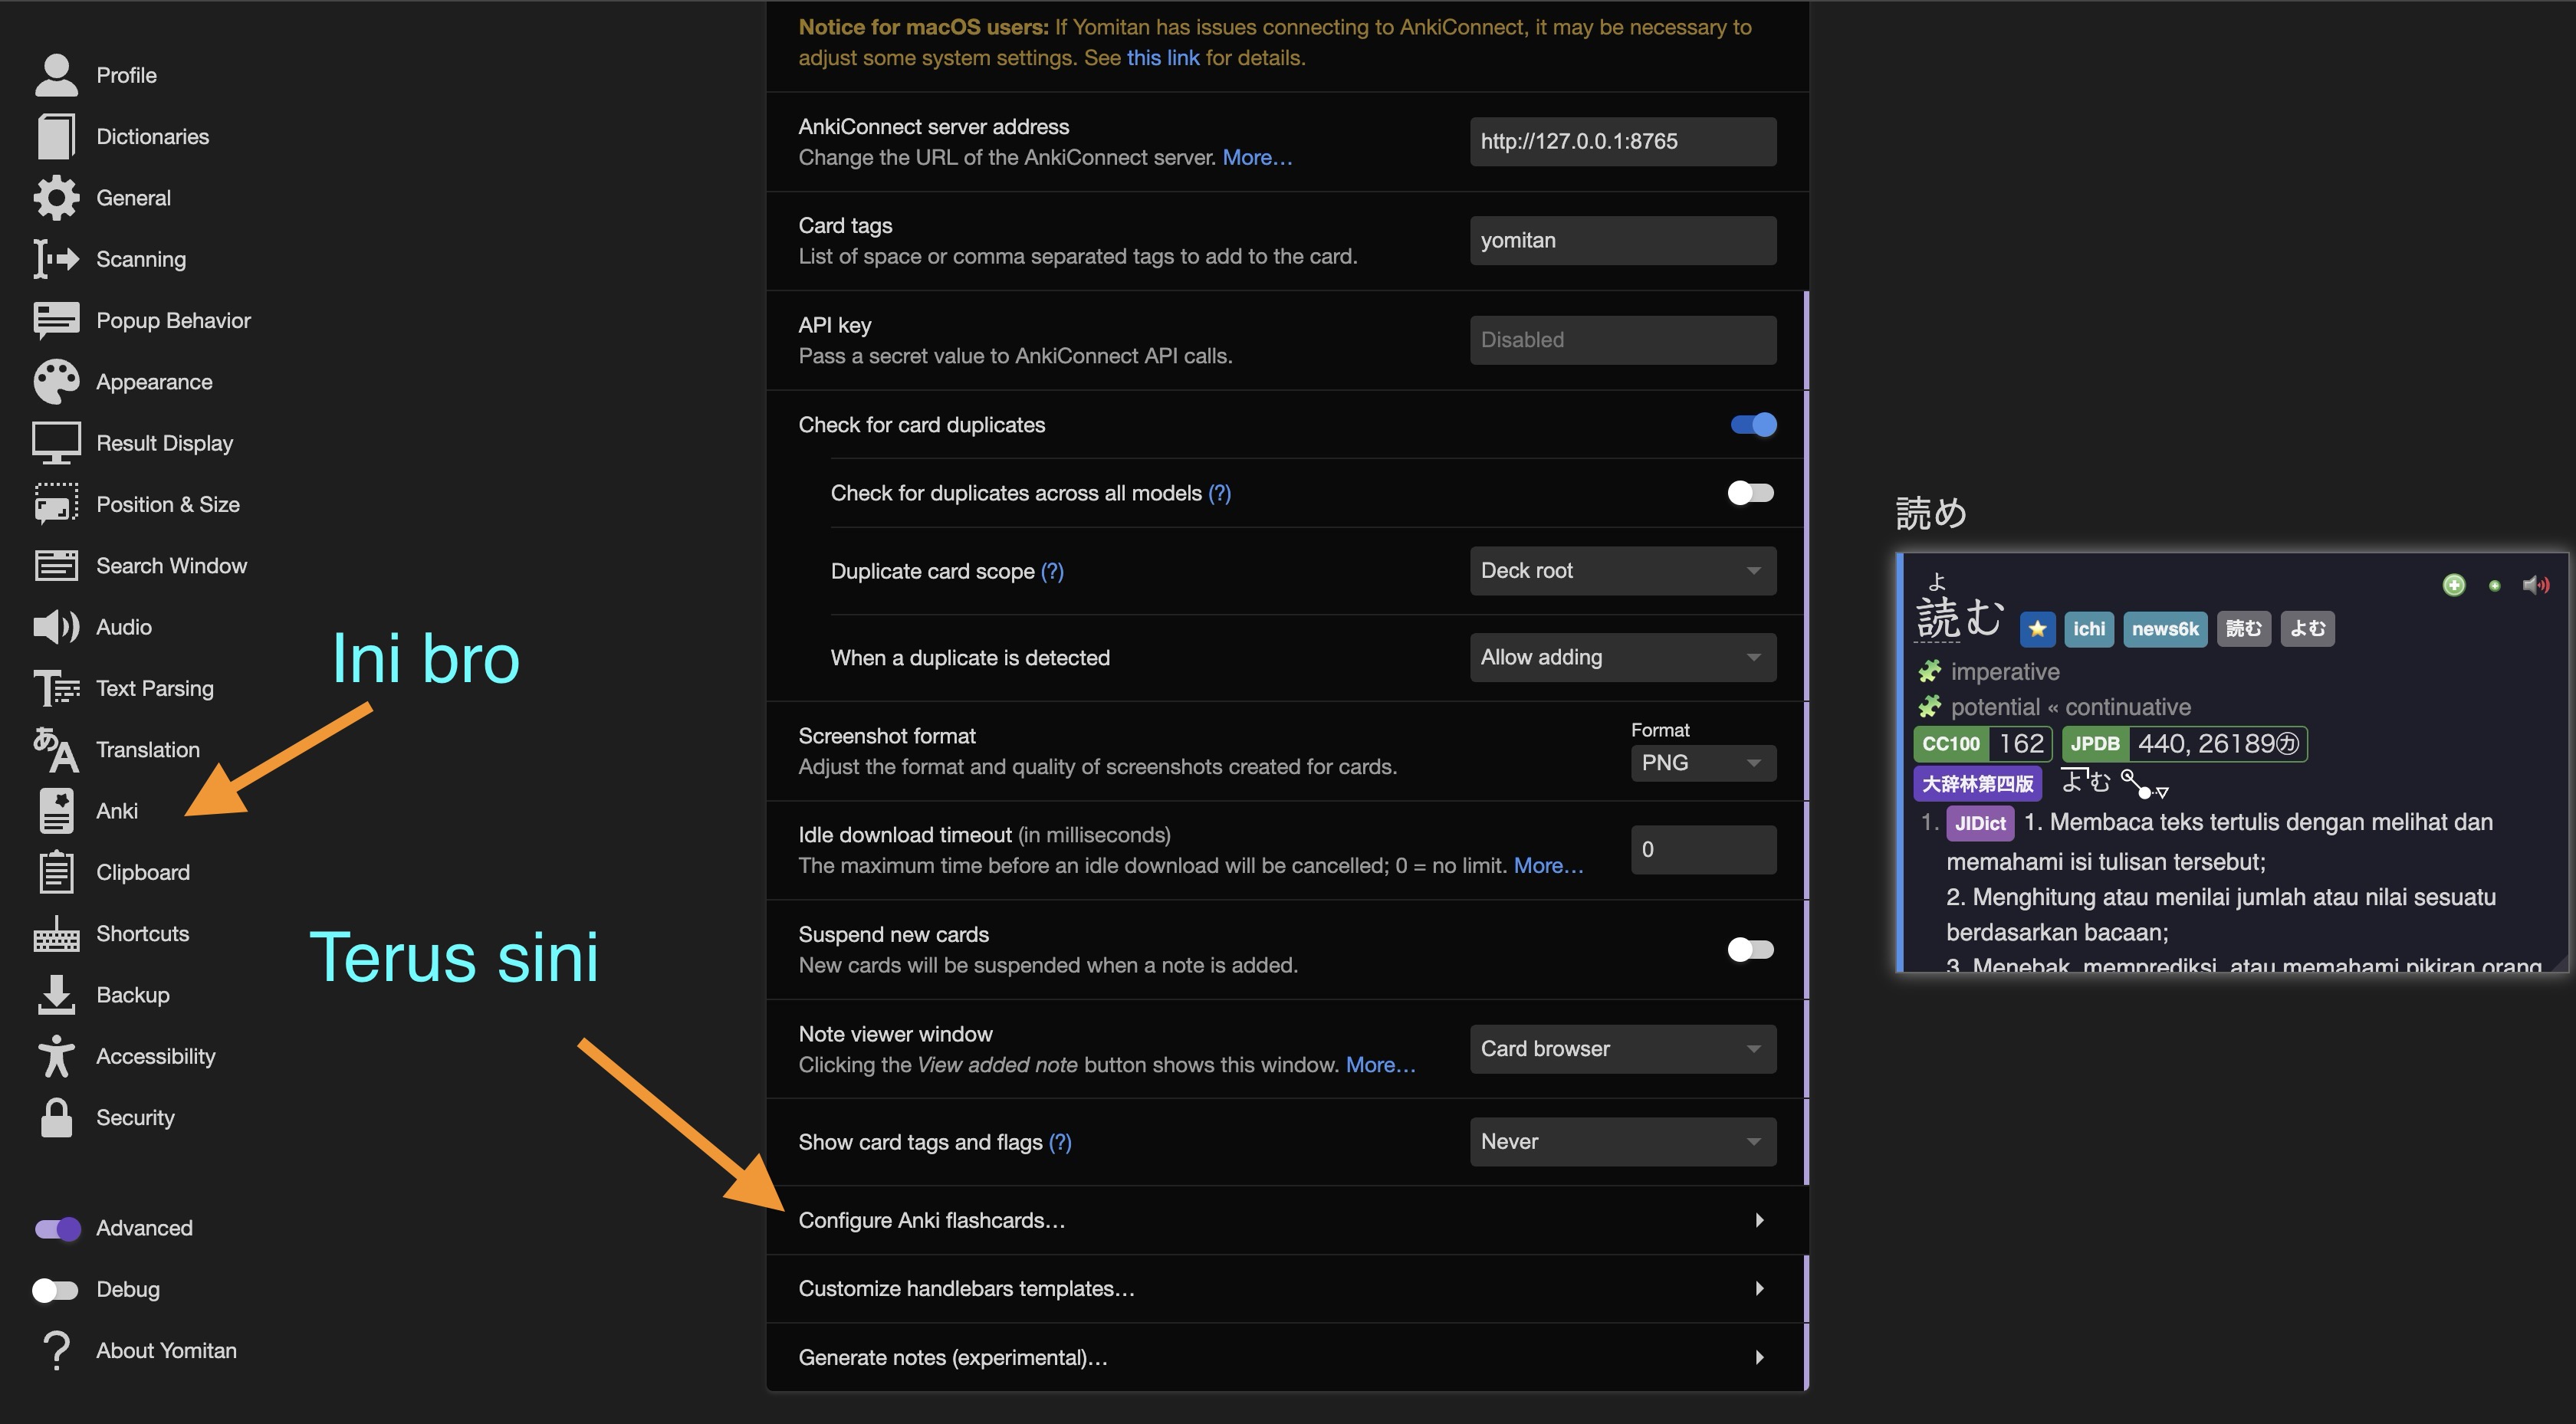 Profile
Dictionaries
General
Scanning
Popup Behavior
Appearance
Result Display
Position & Size
Search Window
Audio
Text Parsing
Translation
Anki
Clipboard
Shortcuts
Backup
Accessibility
Security
Advanced
Debug
About Yomitan
Ini bro
Terus sini
Notice for macOS users: If Yomitan has issues connecting to AnkiConnect, it may be necessary to
adjust some system settings. See this link for details.
AnkiConnect server address
Change the URL of the AnkiConnect server. More…
http://127.0.0.1:8765
Card tags
List of space or comma separated tags to add to the card.
yomitan
API key
Pass a secret value to AnkiConnect API calls.
Disabled
Check for card duplicates
Check for duplicates across all models (?)
Duplicate card scope (?)
Deck root
When a duplicate is detected
Allow adding
Screenshot format
Adjust the format and quality of screenshots created for cards.
Format
PNG
Idle download timeout (in milliseconds)
The maximum time before an idle download will be cancelled; 0 = no limit. More…
0
Suspend new cards
New cards will be suspended when a note is added.
Note viewer window
Clicking the View added note button shows this window. More…
Card browser
Show card tags and flags (?)
Never
Configure Anki flashcards…
Customize handlebars templates…
Generate notes (experimental)…
読め
よ
読む ichi news6k 読む よむ
imperative
potential « continuative
CC100 162 JPDB 440, 26189㋕
大辞林第四版 よむ
1. JIDict 1. Membaca teks tertulis dengan melihat dan
memahami isi tulisan tersebut;
2. Menghitung atau menilai jumlah atau nilai sesuatu
berdasarkan bacaan;
3. Menebak, memprediksi, atau memahami pikiran orang